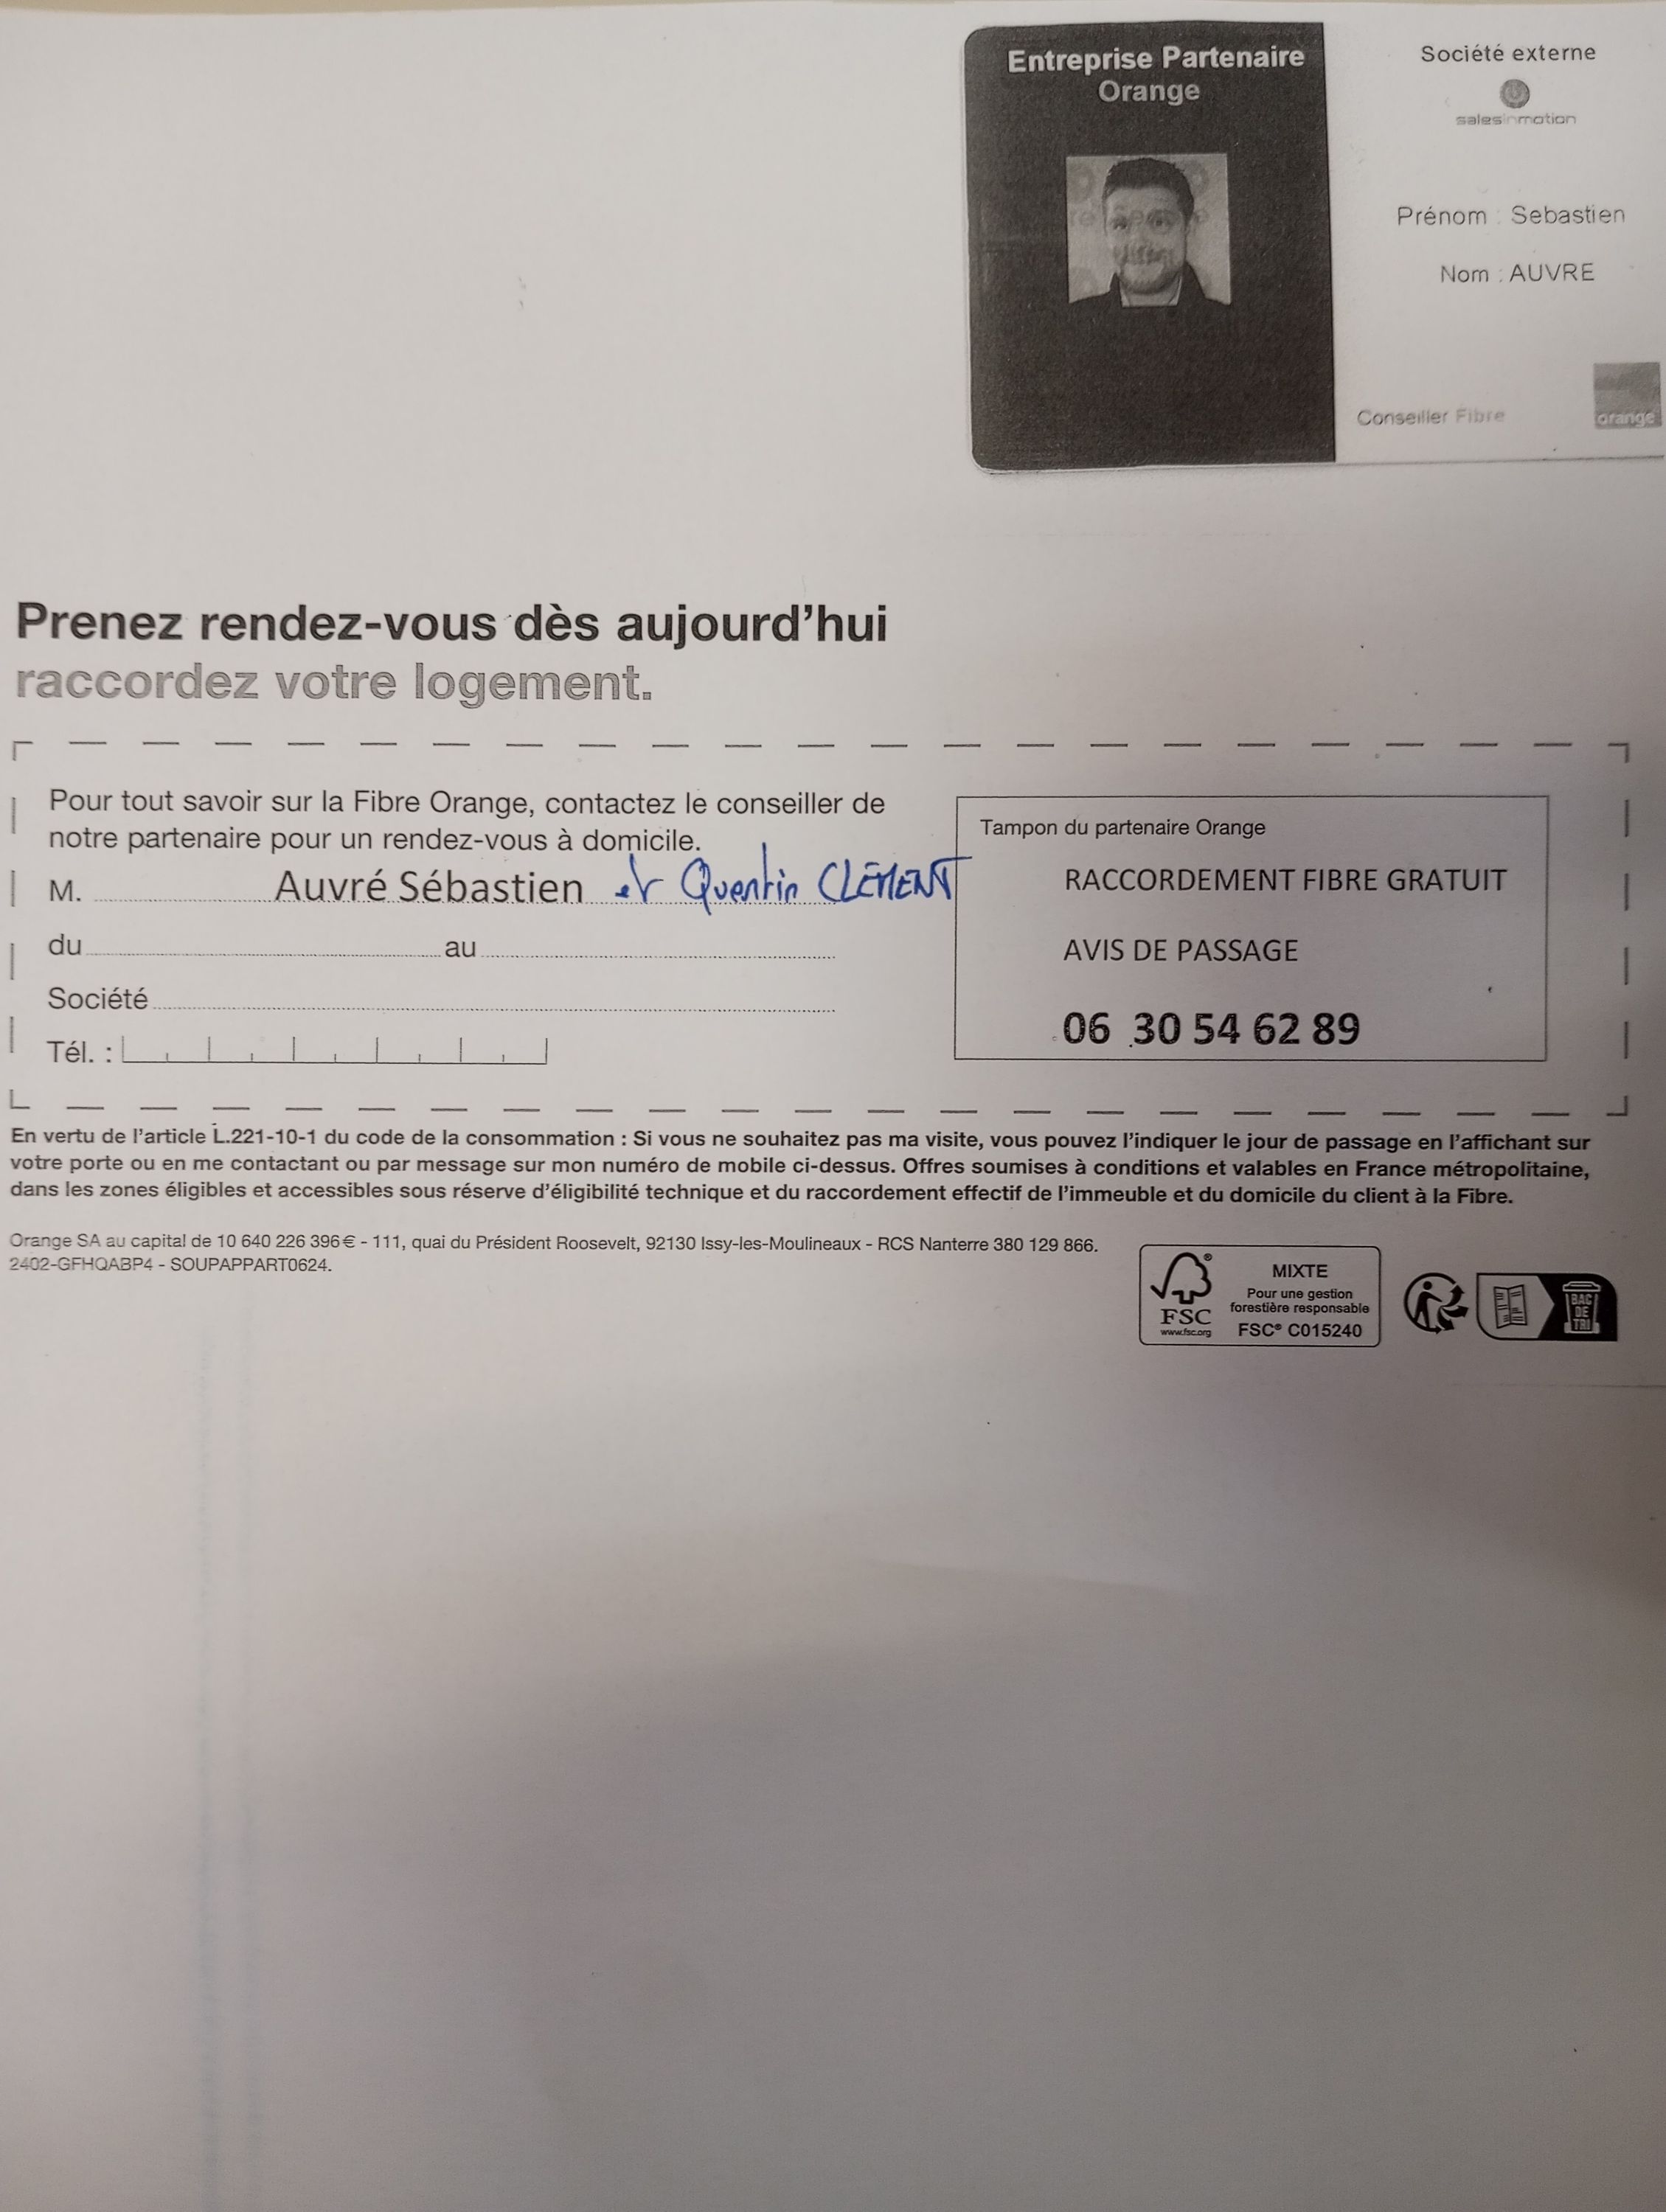 Entreprise Partenaire
Orange
Société externe
salesinmotion
Prénom : Sebastien
Nom : AUVRE
Conseiller Fibre
orange
Prenez rendez-vous dès aujourd'hui
raccordez votre logement.
Pour tout savoir sur la Fibre Orange, contactez le conseiller de
notre partenaire pour un rendez-vous à domicile.
M. Auvré Sébastien et Quentin CLÉMENT
du au
Société
Tél. :
Tampon du partenaire Orange
RACCORDEMENT FIBRE GRATUIT
AVIS DE PASSAGE
06 30 54 62 89
En vertu de l'article L.221-10-1 du code de la consommation : Si vous ne souhaitez pas ma visite, vous pouvez l'indiquer le jour de passage en l'affichant sur
votre porte ou en me contactant ou par message sur mon numéro de mobile ci-dessus. Offres soumises à conditions et valables en France métropolitaine,
dans les zones éligibles et accessibles sous réserve d'éligibilité technique et du raccordement effectif de l'immeuble et du domicile du client à la Fibre.
Orange SA au capital de 10 640 226 396€ - 111, quai du Président Roosevelt, 92130 Issy-les-Moulineaux - RCS Nanterre 380 129 866.
2402-GFHQABP4 - SOUPAPPART0624.
FSC
www.fsc.org
MIXTE
Pour une gestion
forestière responsable
FSC® C015240
BAC
DE
TRI